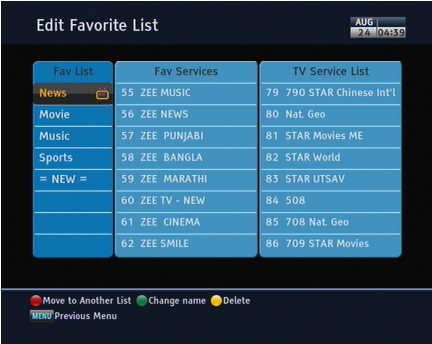 Edit Favorite List
AUG
24 04:39
Fav List Fav Services TV Service List
News 55 ZEE MUSIC 79 790 STAR Chinese Int'l
Movie 56 ZEE NEWS 80 Nat. Geo
Music 57 ZEE PUNJABI 81 STAR Movies ME
Sports 58 ZEE BANGLA 82 STAR World
= NEW = 59 ZEE MARATHI 83 STAR UTSAV
60 ZEE TV - NEW 84 508
61 ZEE CINEMA 85 708 Nat. Geo
62 ZEE SMILE 86 709 STAR Movies
Move to Another List Change name Delete
MENU Previous Menu